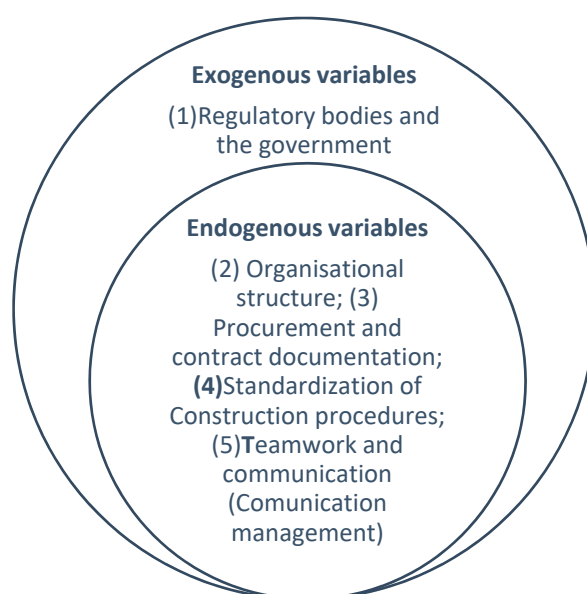 Exogenous variables
(1)Regulatory bodies and
the government
Endogenous variables
(2) Organisational
structure; (3)
Procurement and
contract documentation;
(4)Standardization of
Construction procedures;
(5)Teamwork and
communication
(Comunication
management)